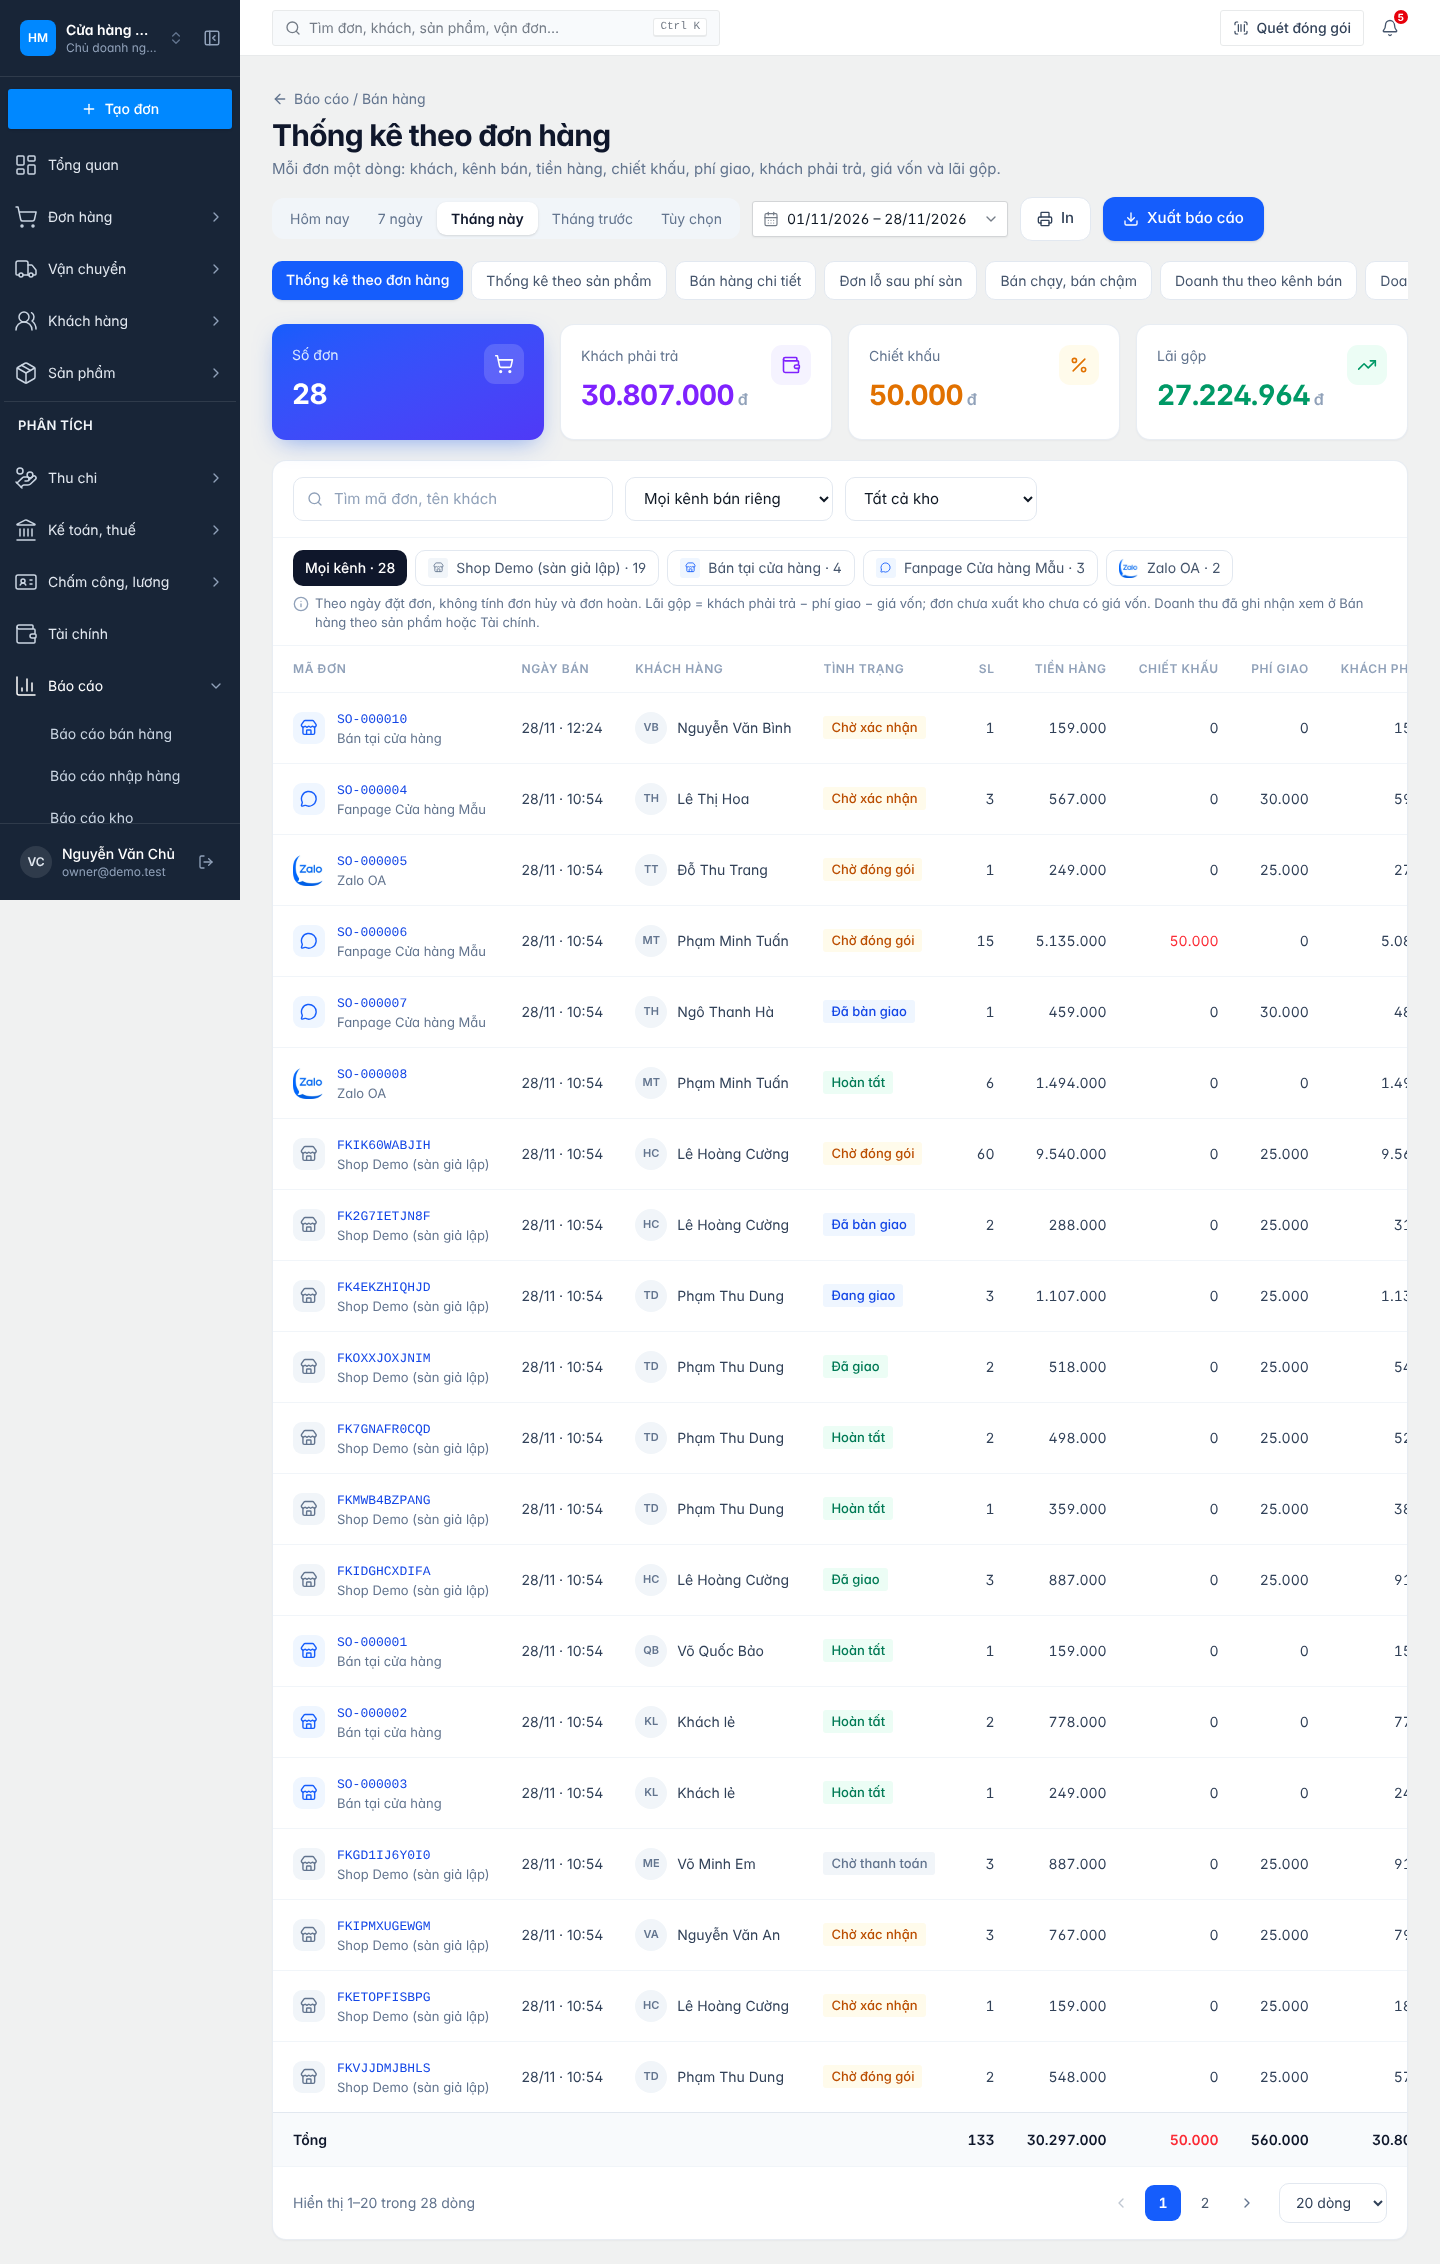 HM
Cửa hàng ...
Chủ doanh ng...
Tìm đơn, khách, sản phẩm, vận đơn...
Ctrl K
Quét đóng gói
5
Tạo đơn
Tổng quan
Đơn hàng
Vận chuyển
Khách hàng
Sản phẩm
PHÂN TÍCH
Thu chi
Kế toán, thuế
Chấm công, lương
Tài chính
Báo cáo
Báo cáo bán hàng
Báo cáo nhập hàng
Báo cáo kho
VC
Nguyễn Văn Chủ
owner@demo.test
Báo cáo / Bán hàng
Thống kê theo đơn hàng
Mỗi đơn một dòng: khách, kênh bán, tiền hàng, chiết khấu, phí giao, khách phải trả, giá vốn và lãi gộp.
Hôm nay 7 ngày Tháng này Tháng trước Tùy chọn 01/11/2026 – 28/11/2026 In Xuất báo cáo
Thống kê theo đơn hàng Thống kê theo sản phẩm Bán hàng chi tiết Đơn lỗ sau phí sàn Bán chạy, bán chậm Doanh thu theo kênh bán Doa
Số đơn
28
Khách phải trả
30.807.000 đ
Chiết khấu
50.000 đ
Lãi gộp
27.224.964 đ
Tìm mã đơn, tên khách Mọi kênh bán riêng Tất cả kho
Mọi kênh · 28 Shop Demo (sàn giả lập) · 19 Bán tại cửa hàng · 4 Fanpage Cửa hàng Mẫu · 3 Zalo Zalo OA · 2
Theo ngày đặt đơn, không tính đơn hủy và đơn hoàn. Lãi gộp = khách phải trả − phí giao − giá vốn; đơn chưa xuất kho chưa có giá vốn. Doanh thu đã ghi nhận xem ở Bán
hàng theo sản phẩm hoặc Tài chính.
MÃ ĐƠN NGÀY BÁN KHÁCH HÀNG TÌNH TRẠNG SL TIỀN HÀNG CHIẾT KHẤU PHÍ GIAO KHÁCH PH
SO-000010
Bán tại cửa hàng
28/11 · 12:24 VB Nguyễn Văn Bình Chờ xác nhận 1 159.000 0 0 15
SO-000004
Fanpage Cửa hàng Mẫu
28/11 · 10:54 TH Lê Thị Hoa Chờ xác nhận 3 567.000 0 30.000 59
Zalo
SO-000005
Zalo OA
28/11 · 10:54 TT Đỗ Thu Trang Chờ đóng gói 1 249.000 0 25.000 27
SO-000006
Fanpage Cửa hàng Mẫu
28/11 · 10:54 MT Phạm Minh Tuấn Chờ đóng gói 15 5.135.000 50.000 0 5.08
SO-000007
Fanpage Cửa hàng Mẫu
28/11 · 10:54 TH Ngô Thanh Hà Đã bàn giao 1 459.000 0 30.000 48
Zalo
SO-000008
Zalo OA
28/11 · 10:54 MT Phạm Minh Tuấn Hoàn tất 6 1.494.000 0 0 1.49
FKIK60WABJIH
Shop Demo (sàn giả lập)
28/11 · 10:54 HC Lê Hoàng Cường Chờ đóng gói 60 9.540.000 0 25.000 9.56
FK2G7IETJN8F
Shop Demo (sàn giả lập)
28/11 · 10:54 HC Lê Hoàng Cường Đã bàn giao 2 288.000 0 25.000 31
FK4EKZHIQHJD
Shop Demo (sàn giả lập)
28/11 · 10:54 TD Phạm Thu Dung Đang giao 3 1.107.000 0 25.000 1.13
FKOXXJOXJNIM
Shop Demo (sàn giả lập)
28/11 · 10:54 TD Phạm Thu Dung Đã giao 2 518.000 0 25.000 54
FK7GNAFR0CQD
Shop Demo (sàn giả lập)
28/11 · 10:54 TD Phạm Thu Dung Hoàn tất 2 498.000 0 25.000 52
FKMWB4BZPANG
Shop Demo (sàn giả lập)
28/11 · 10:54 TD Phạm Thu Dung Hoàn tất 1 359.000 0 25.000 38
FKIDGHCXDIFA
Shop Demo (sàn giả lập)
28/11 · 10:54 HC Lê Hoàng Cường Đã giao 3 887.000 0 25.000 91
SO-000001
Bán tại cửa hàng
28/11 · 10:54 QB Võ Quốc Bảo Hoàn tất 1 159.000 0 0 15
SO-000002
Bán tại cửa hàng
28/11 · 10:54 KL Khách lẻ Hoàn tất 2 778.000 0 0 77
SO-000003
Bán tại cửa hàng
28/11 · 10:54 KL Khách lẻ Hoàn tất 1 249.000 0 0 24
FKGD1IJ6Y0I0
Shop Demo (sàn giả lập)
28/11 · 10:54 ME Võ Minh Em Chờ thanh toán 3 887.000 0 25.000 91
FKIPMXUGEWGM
Shop Demo (sàn giả lập)
28/11 · 10:54 VA Nguyễn Văn An Chờ xác nhận 3 767.000 0 25.000 79
FKETOPFISBPG
Shop Demo (sàn giả lập)
28/11 · 10:54 HC Lê Hoàng Cường Chờ xác nhận 1 159.000 0 25.000 18
FKVJJDMJBHLS
Shop Demo (sàn giả lập)
28/11 · 10:54 TD Phạm Thu Dung Chờ đóng gói 2 548.000 0 25.000 57
Tổng 133 30.297.000 50.000 560.000 30.80
Hiển thị 1–20 trong 28 dòng 1 2 20 dòng